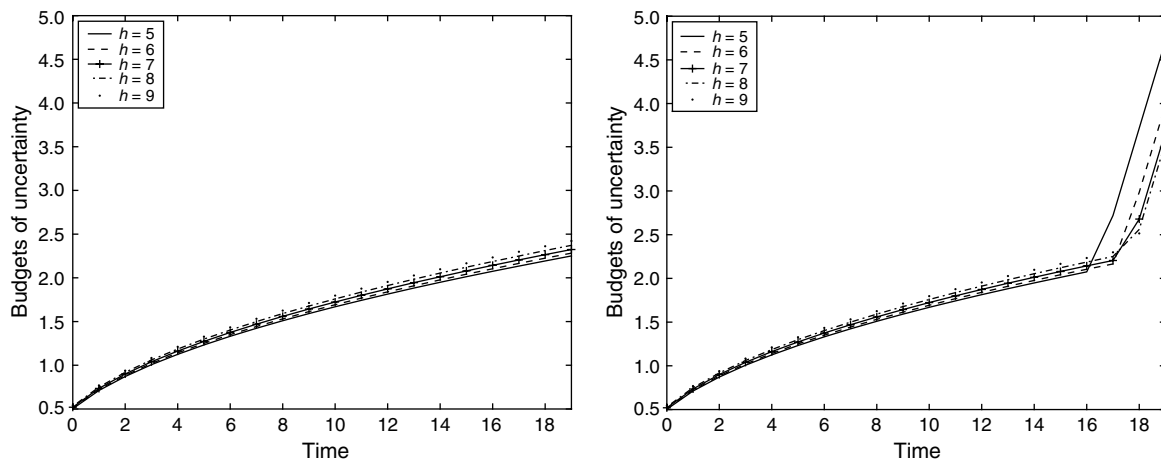 5.0
4.5
4.0
3.5
3.0
2.5
2.0
1.5
1.0
0.5
Budgets of uncertainty
h = 5
h = 6
h = 7
h = 8
h = 9
0 2 4 6 8 10 12 14 16 18
Time
5.0
4.5
4.0
3.5
3.0
2.5
2.0
1.5
1.0
0.5
Budgets of uncertainty
h = 5
h = 6
h = 7
h = 8
h = 9
0 2 4 6 8 10 12 14 16 18
Time